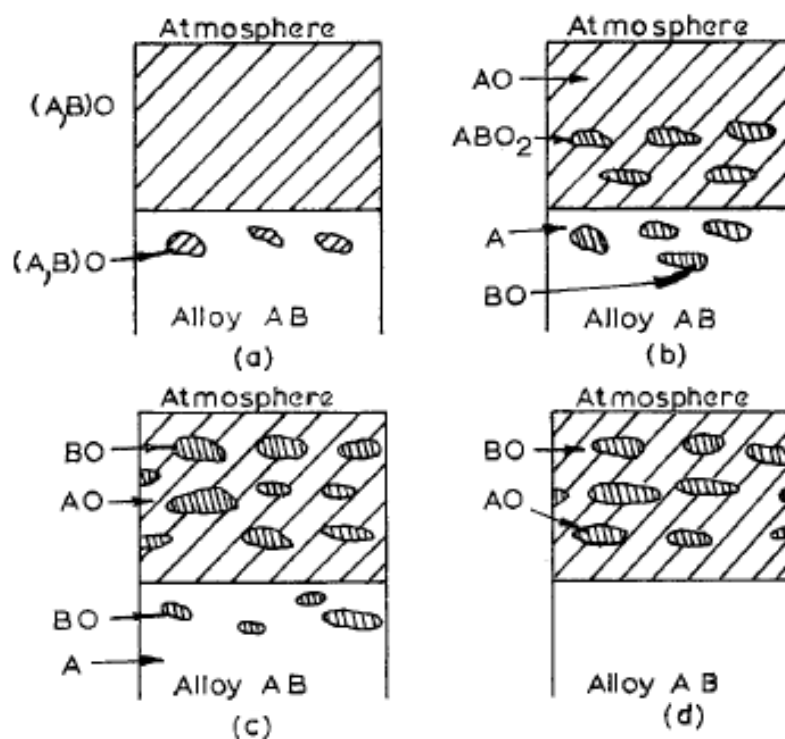 Atmosphere
(A,B)O
(A,B)O
Alloy AB
(a)
Atmosphere
AO
ABO₂
A
BO
Alloy AB
(b)
Atmosphere
BO
AO
BO
A
Alloy AB
(c)
Atmosphere
BO
AO
Alloy AB
(d)